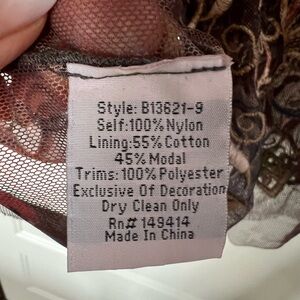 Style: B13621-9
Self:100%Nylon
Lining:55%Cotton
45%Modal
Trims:100%Polyester
Exclusive Of Decoration
Dry Clean Only
Rn# 149414
Made In China